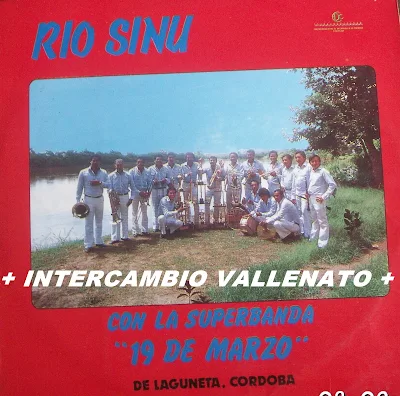 RIO SINU
+ INTERCAMBIO VALLENATO +
CON LA SUPERBANDA
"19 DE MARZO"
DE LAGUNETA, CORDOBA